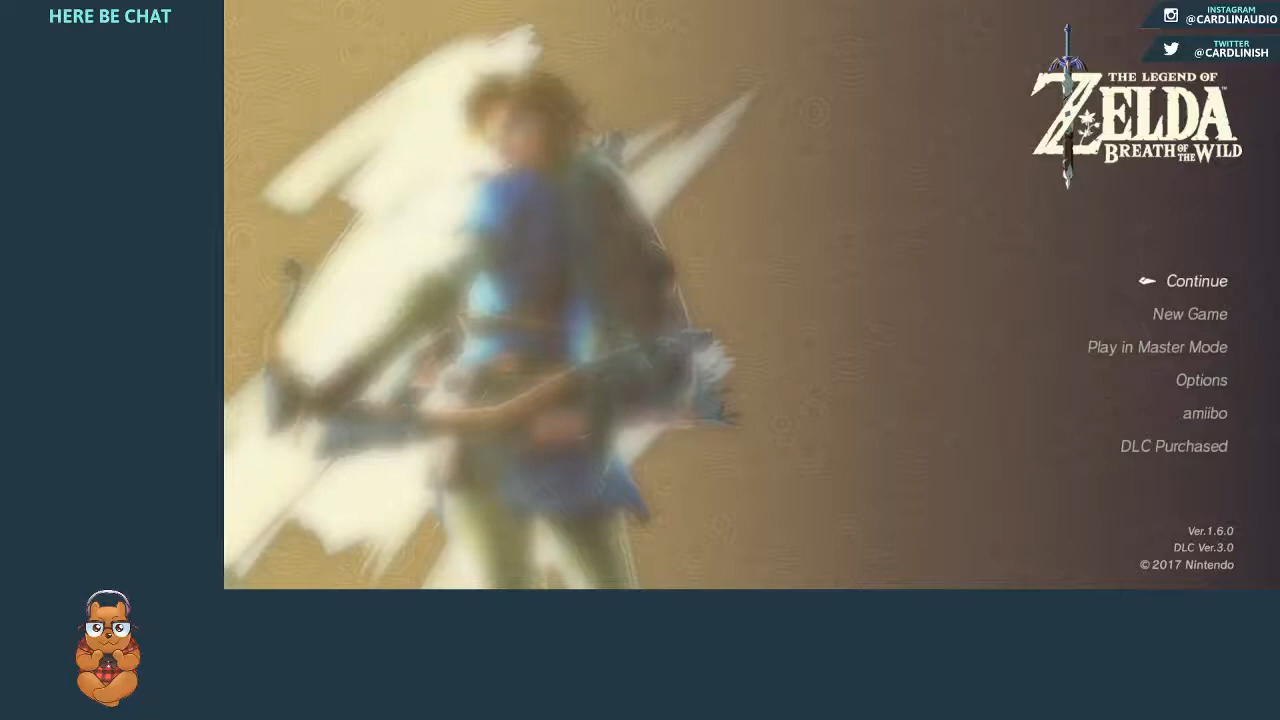 HERE BE CHAT
INSTAGRAM
@CARDLINAUDIO
TWITTER
@CARDLINISH
THE LEGEND OF
ZELDA™
BREATH OF THE WILD
Continue
New Game
Play in Master Mode
Options
amiibo
DLC Purchased
Ver.1.6.0
DLC Ver.3.0
© 2017 Nintendo